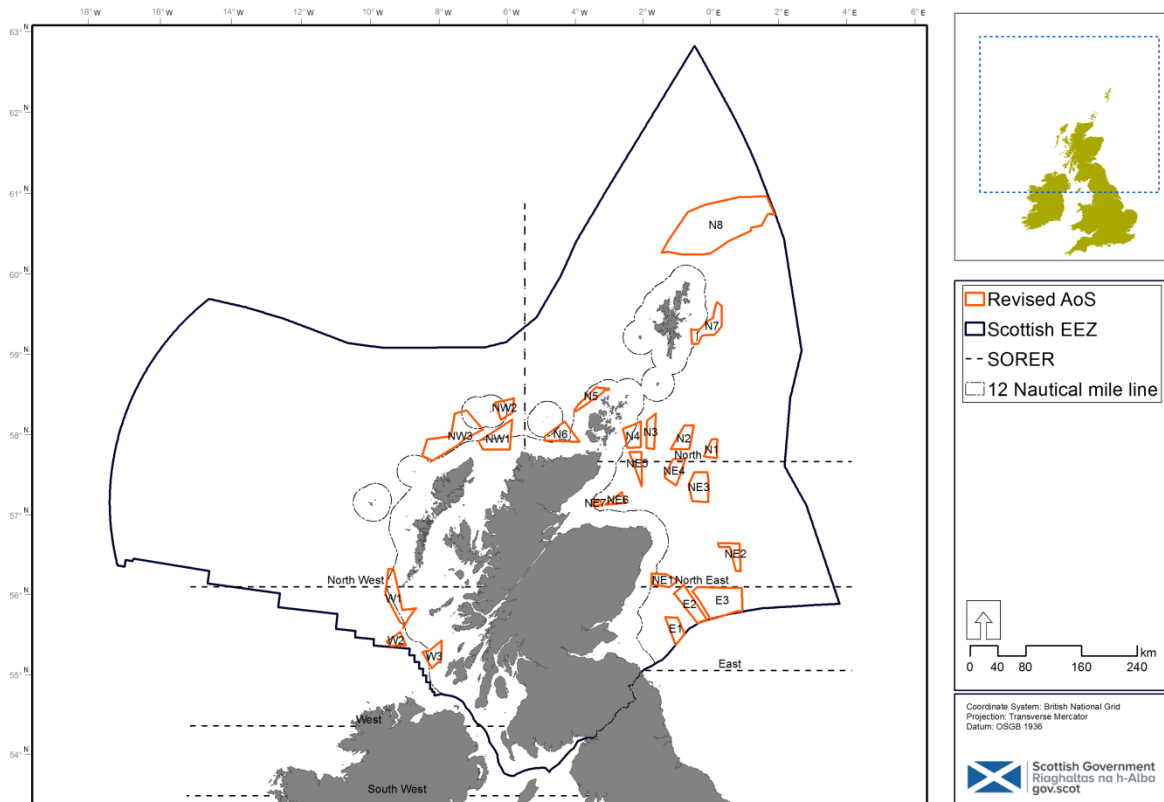 18° W 16° W 14° W 12° W 10° W 8° W 6° W 4° W 2° W 0° E 2° E 4° E 6° E
63° N
62° N
61° N
60° N
59° N
58° N
57° N
56° N
55° N
54° N
N8
N7
N5
NW2
NW3
NW1
N6
N4
N3
N2
N1
North
NE5
NE4
NE3
NE7
NE6
NE2
North West
NE1
North East
W1
E2
E3
E1
W2
W3
East
West
South West
Revised AoS
Scottish EEZ
SORER
12 Nautical mile line
km
0 40 80 160 240
Coordinate System: British National Grid
Projection: Transverse Mercator
Datum: OSGB 1936
Scottish Government
Riaghaltas na h-Alba
gov.scot